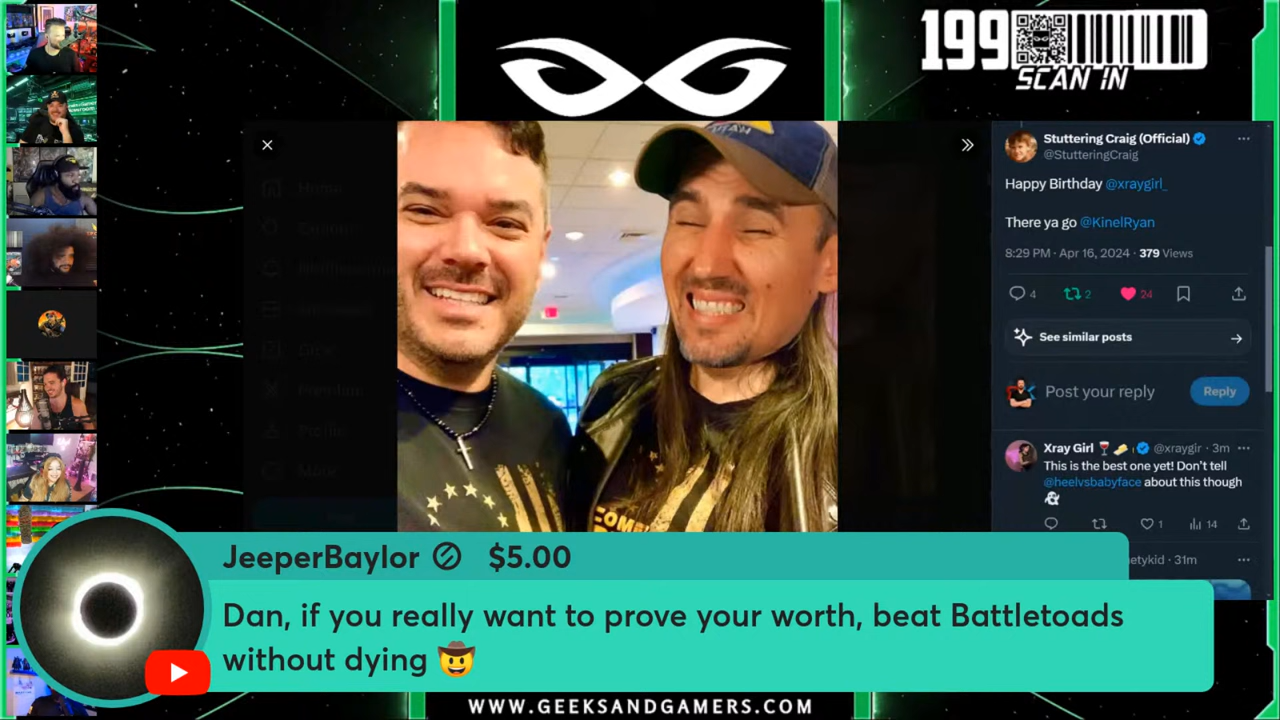 199
SCAN IN
Stuttering Craig (Official)
@StutteringCraig
Happy Birthday @xraygirl_
There ya go @KinelRyan
8:29 PM · Apr 16, 2024 · 379 Views
4 2 24
See similar posts
Post your reply Reply
Xray Girl @xraygir · 3m
This is the best one yet! Don't tell
@heelvsbabyface about this though
1 14
etykid · 31m
Home
COME
JeeperBaylor $5.00
Dan, if you really want to prove your worth, beat Battletoads
without dying 🤠
WWW.GEEKSANDGAMERS.COM